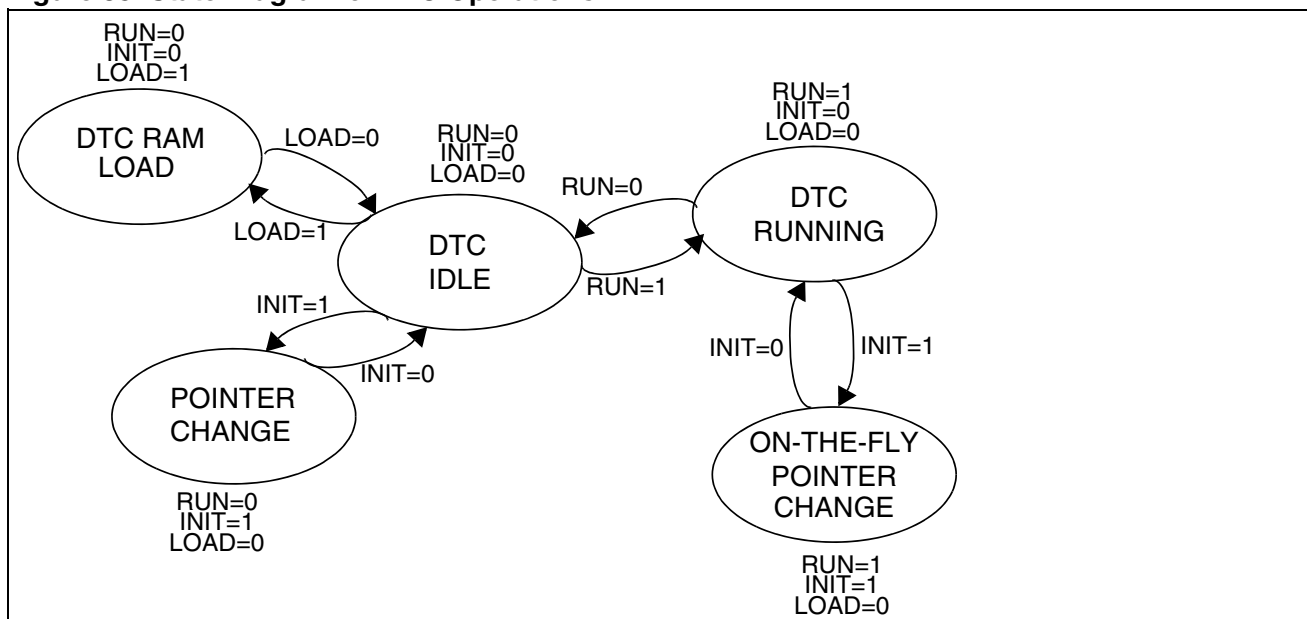 RUN=0
INIT=0
LOAD=1
DTC RAM
LOAD
LOAD=0
LOAD=1
RUN=0
INIT=0
LOAD=0
DTC
IDLE
RUN=0
RUN=1
RUN=1
INIT=0
LOAD=0
DTC
RUNNING
INIT=1
INIT=0
POINTER
CHANGE
RUN=0
INIT=1
LOAD=0
INIT=0
INIT=1
ON-THE-FLY
POINTER
CHANGE
RUN=1
INIT=1
LOAD=0